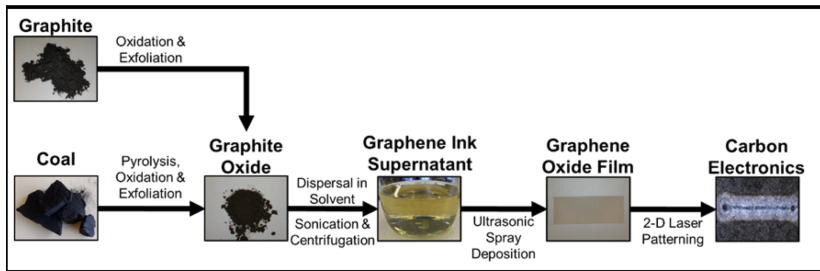 Graphite
Oxidation &
Exfoliation
Coal
Pyrolysis,
Oxidation &
Exfoliation
Graphite
Oxide
Dispersal in
Solvent
Sonication &
Centrifugation
Graphene Ink
Supernatant
Ultrasonic
Spray
Deposition
Graphene
Oxide Film
2-D Laser
Patterning
Carbon
Electronics